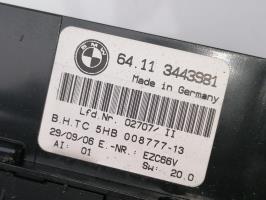 BMW
64.11 3443981
Made in Germany
Lfd.Nr. 02707/ II
B.H.TC 5HB 008777-13
29/09/06 E.-NR.: EZC66V
AI: 01 Sw: 20.0